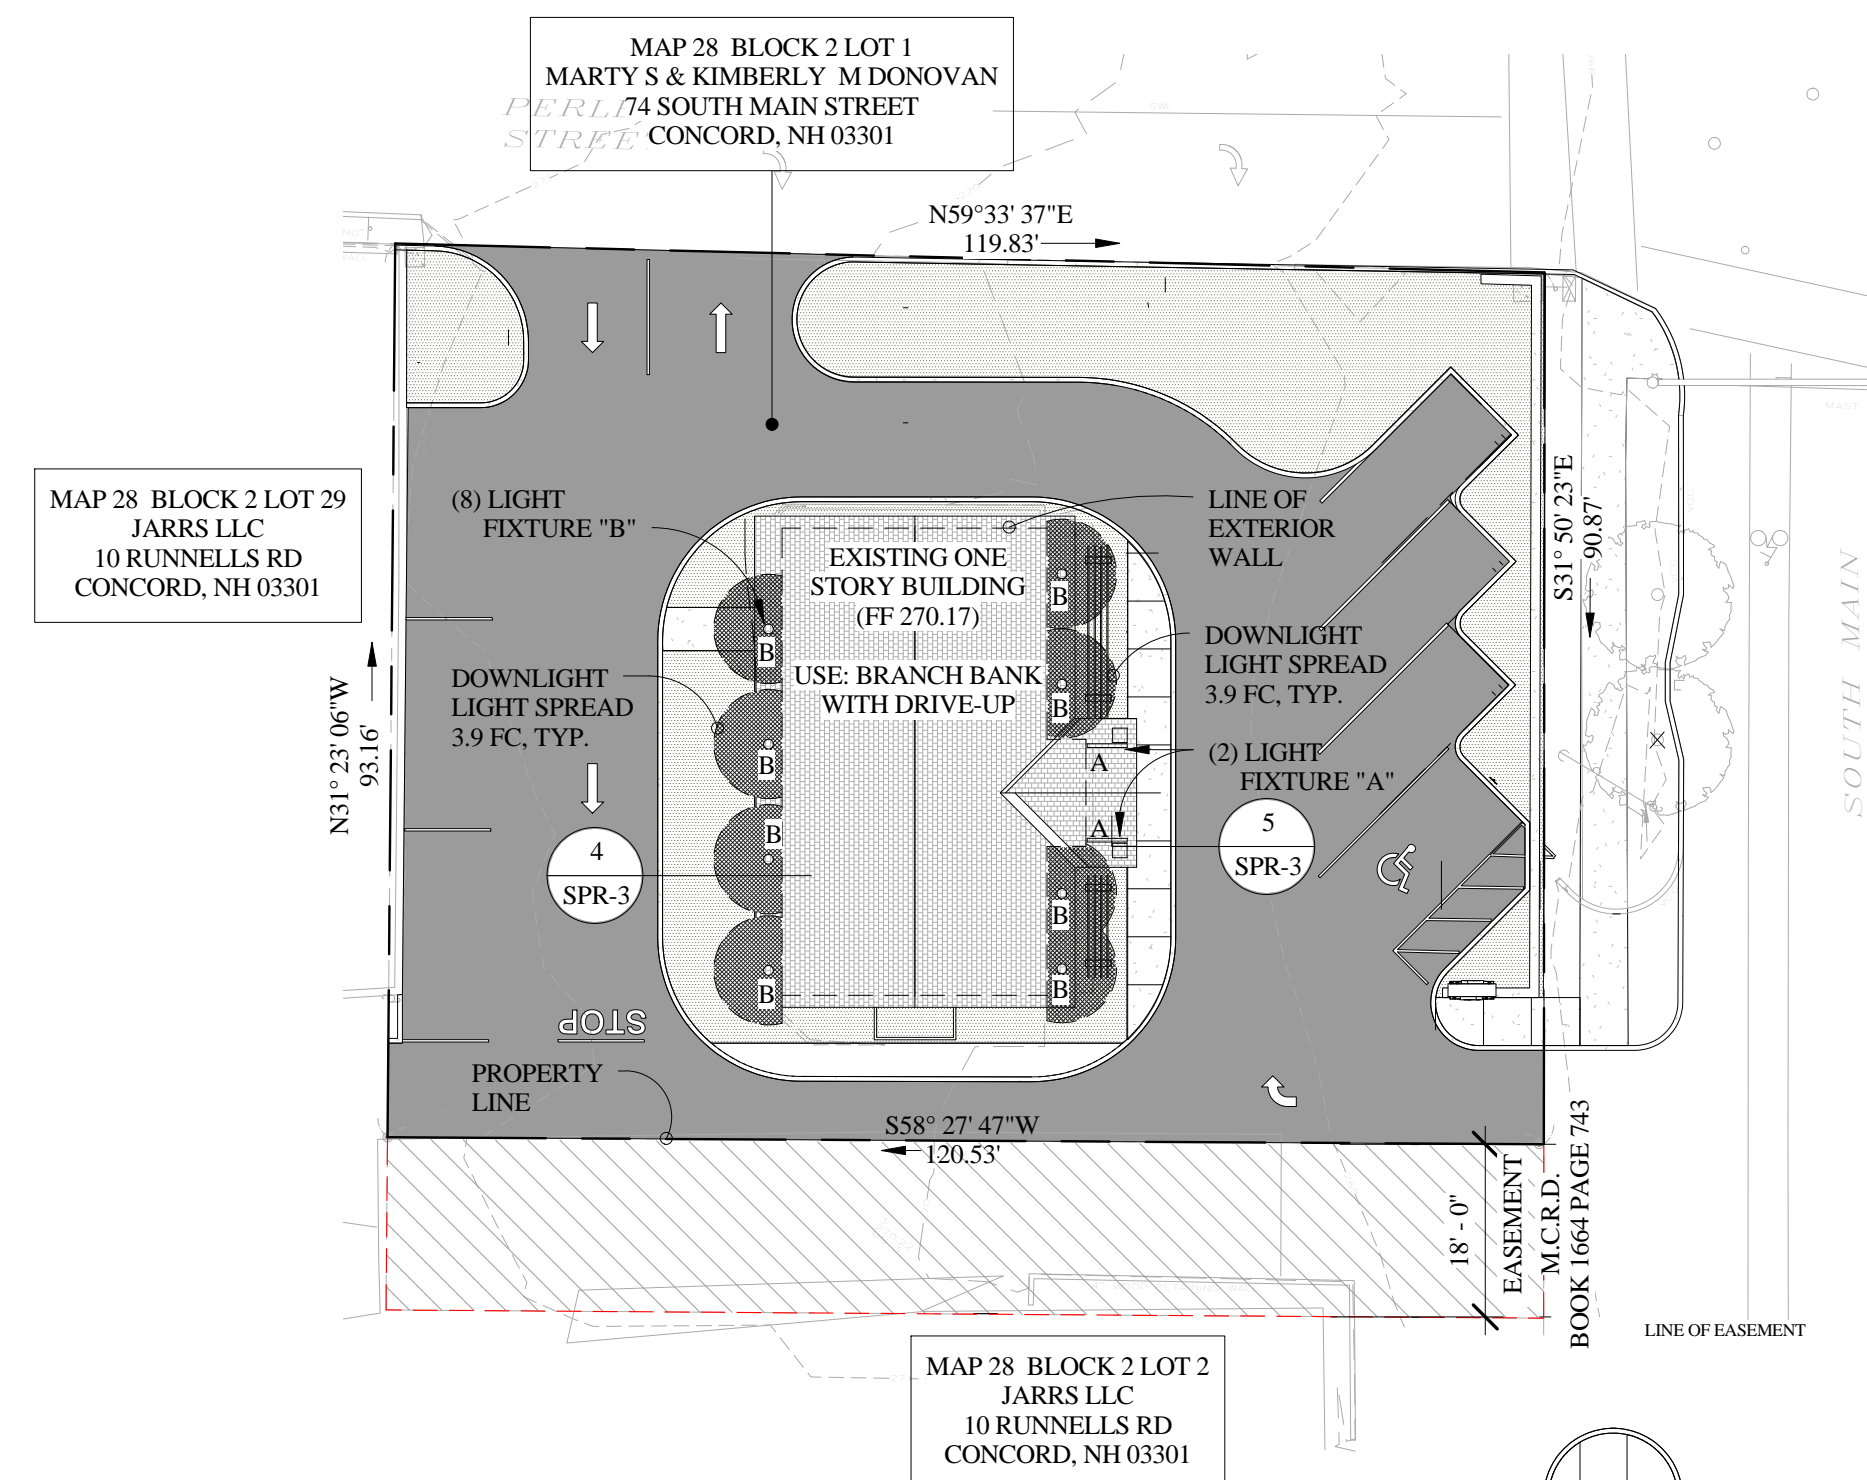 MAP 28 BLOCK 2 LOT 1
MARTY S & KIMBERLY M DONOVAN
74 SOUTH MAIN STREET
CONCORD, NH 03301
SWL
N59°33' 37"E
119.83'
MAP 28 BLOCK 2 LOT 29
JARRS LLC
10 RUNNELLS RD
CONCORD, NH 03301
(8) LIGHT
FIXTURE "B"
LINE OF
EXTERIOR
WALL
EXISTING ONE
STORY BUILDING
(FF 270.17)
USE: BRANCH BANK
WITH DRIVE-UP
DOWNLIGHT
LIGHT SPREAD
3.9 FC, TYP.
DOWNLIGHT
LIGHT SPREAD
3.9 FC, TYP.
(2) LIGHT
FIXTURE "A"
B
B
B
B
B
B
B
B
A
A
4
SPR-3
5
SPR-3
N31° 23' 06"W
93.16'
S31° 50' 23"E
90.87'
SOUTH MAIN
MAST
STOP
PROPERTY
LINE
S58° 27' 47"W
120.53'
18' - 0"
EASEMENT
M.C.R.D.
BOOK 1664 PAGE 743
LINE OF EASEMENT
MAP 28 BLOCK 2 LOT 2
JARRS LLC
10 RUNNELLS RD
CONCORD, NH 03301